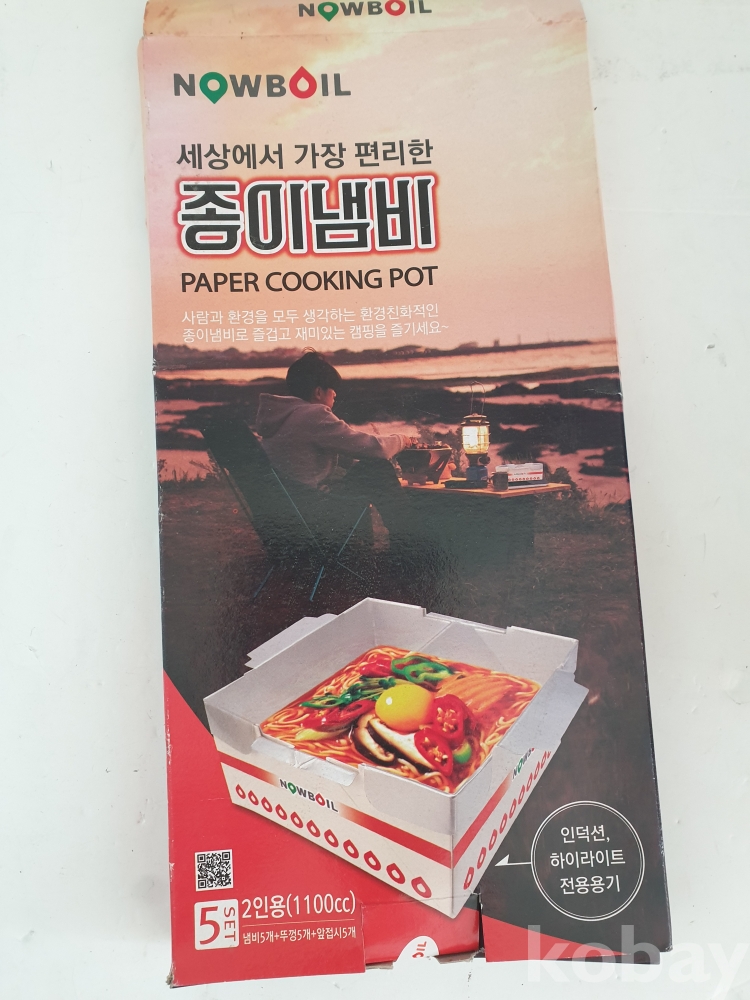 NOWBOIL
NOWBOIL
세상에서 가장 편리한
종이냄비
PAPER COOKING POT
사람과 환경을 모두 생각하는 환경친화적인
종이냄비로 즐겁고 재미있는 캠핑을 즐기세요~
NOWBOIL
인덕션,
하이라이트
전용용기
5 SET
2인용(1100cc)
냄비5개+뚜껑5개+앞접시5개
kobay